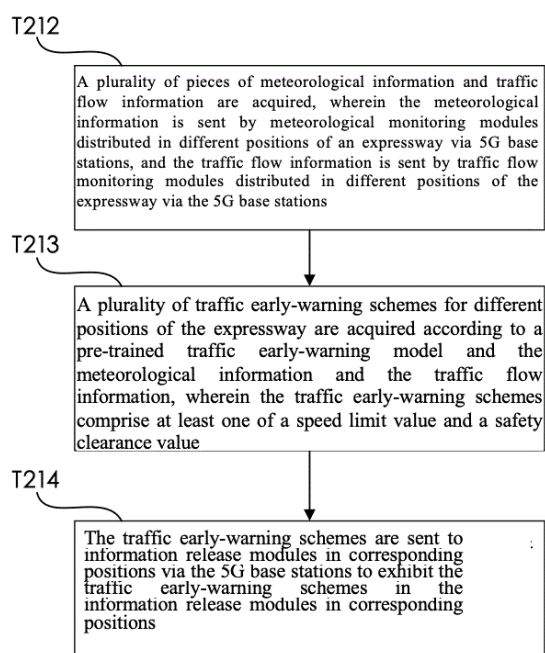 T212
A plurality of pieces of meteorological information and traffic
flow information are acquired, wherein the meteorological
information is sent by meteorological monitoring modules
distributed in different positions of an expressway via 5G base
stations, and the traffic flow information is sent by traffic flow
monitoring modules distributed in different positions of the
expressway via the 5G base stations
T213
A plurality of traffic early-warning schemes for different
positions of the expressway are acquired according to a
pre-trained traffic early-warning model and the
meteorological information and the traffic flow
information, wherein the traffic early-warning schemes
comprise at least one of a speed limit value and a safety
clearance value
T214
The traffic early-warning schemes are sent to
information release modules in corresponding
positions via the 5G base stations to exhibit the
traffic early-warning schemes in the
information release modules in corresponding
positions
: